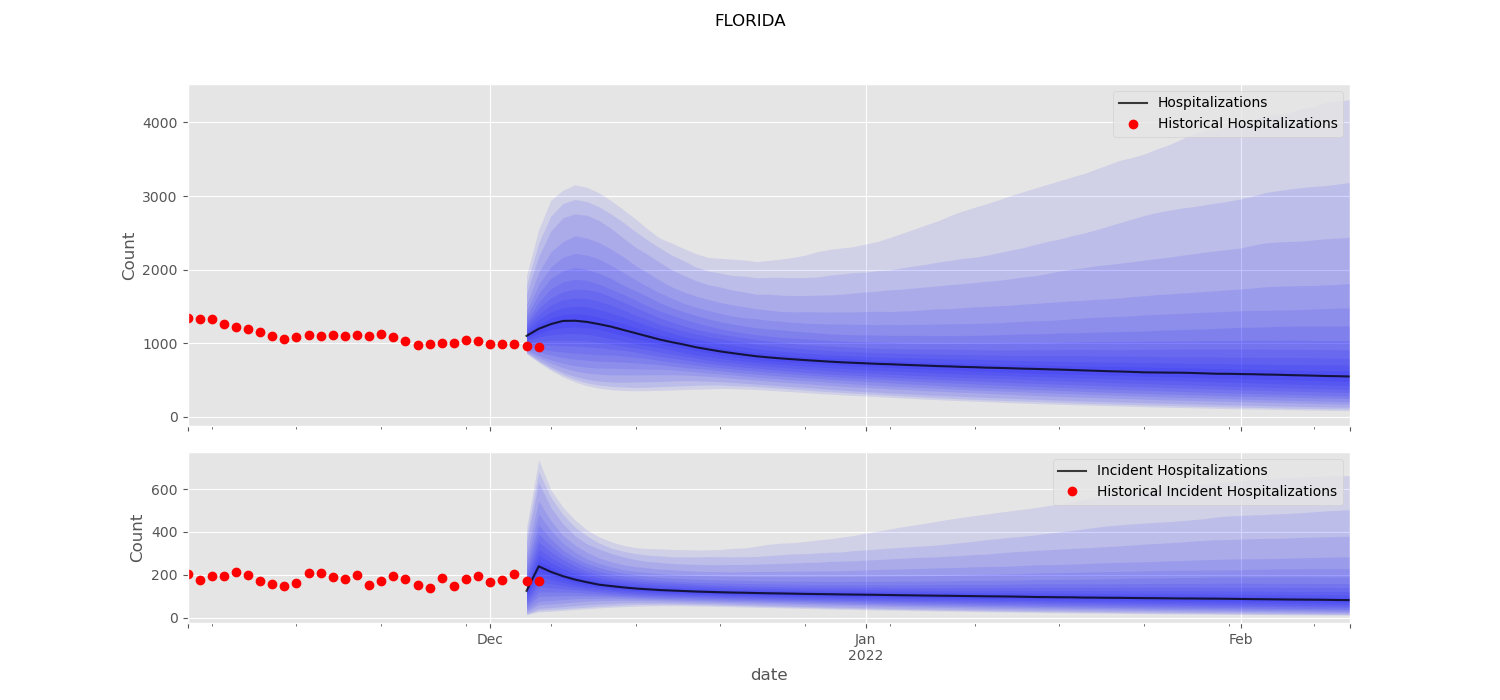 FLORIDA
Hospitalizations
Historical Hospitalizations
4000
3000
2000
1000
0
Count
Incident Hospitalizations
Historical Incident Hospitalizations
600
400
200
0
Count
Dec
Jan
2022
Feb
date